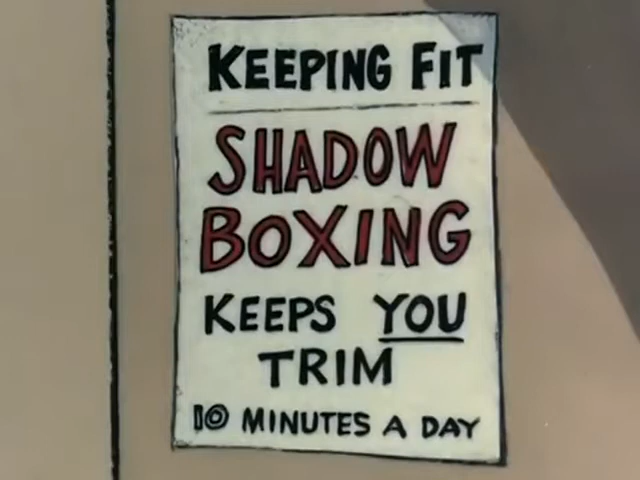 KEEPING FIT
SHADOW
BOXING
KEEPS YOU
TRIM
10 MINUTES A DAY